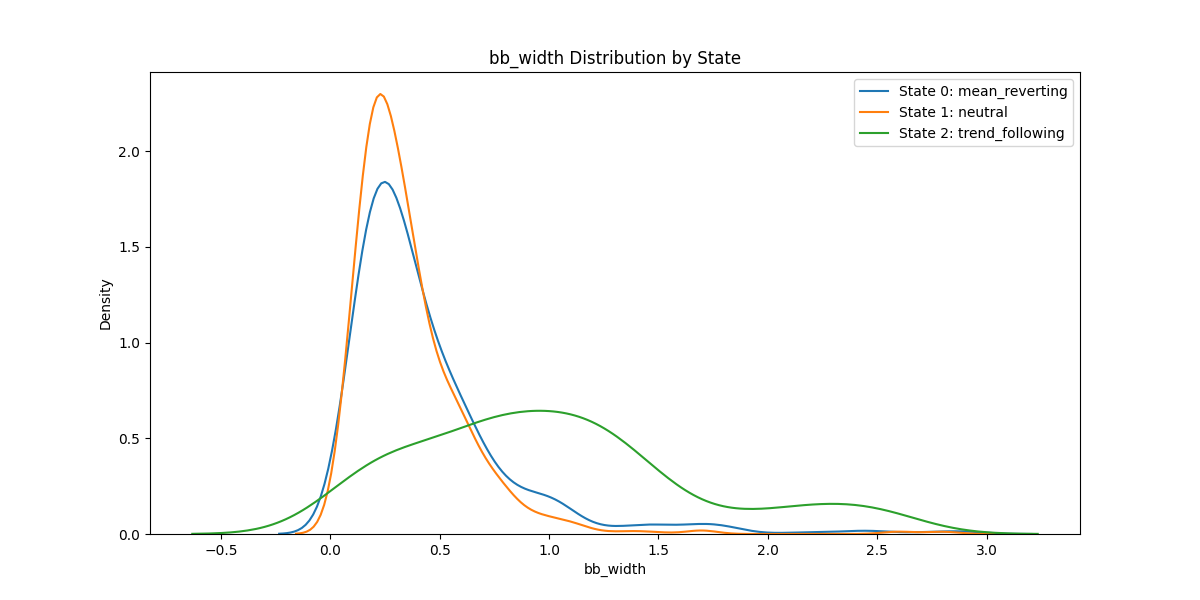 bb_width Distribution by State
State 0: mean_reverting
State 1: neutral
State 2: trend_following
Density
2.0
1.5
1.0
0.5
0.0
−0.5 0.0 0.5 1.0 1.5 2.0 2.5 3.0
bb_width